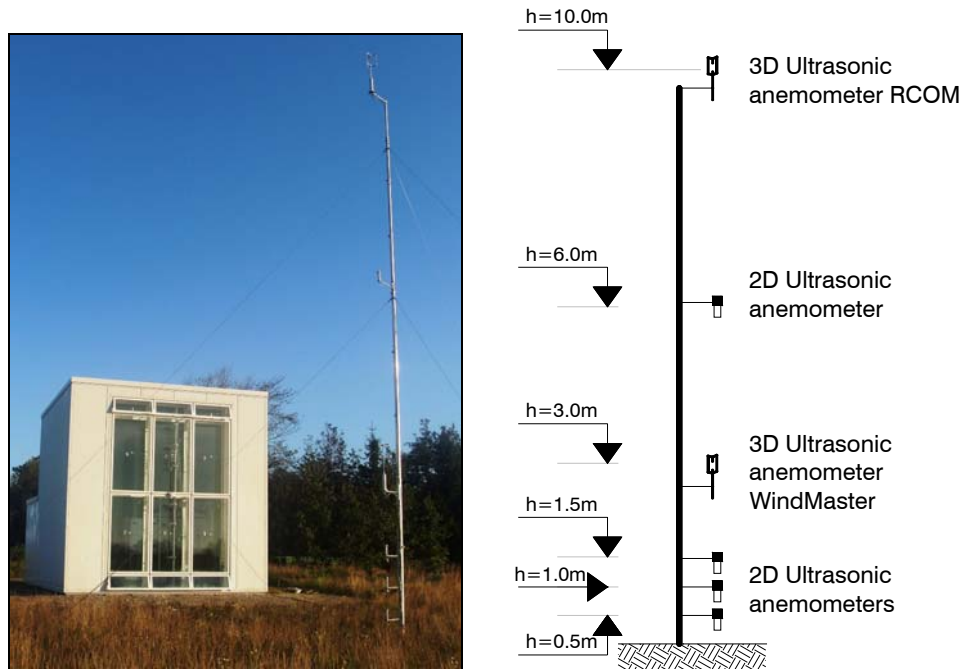 h=10.0m
3D Ultrasonic
anemometer RCOM
h=6.0m
2D Ultrasonic
anemometer
h=3.0m
3D Ultrasonic
anemometer
WindMaster
h=1.5m
h=1.0m
2D Ultrasonic
anemometers
h=0.5m